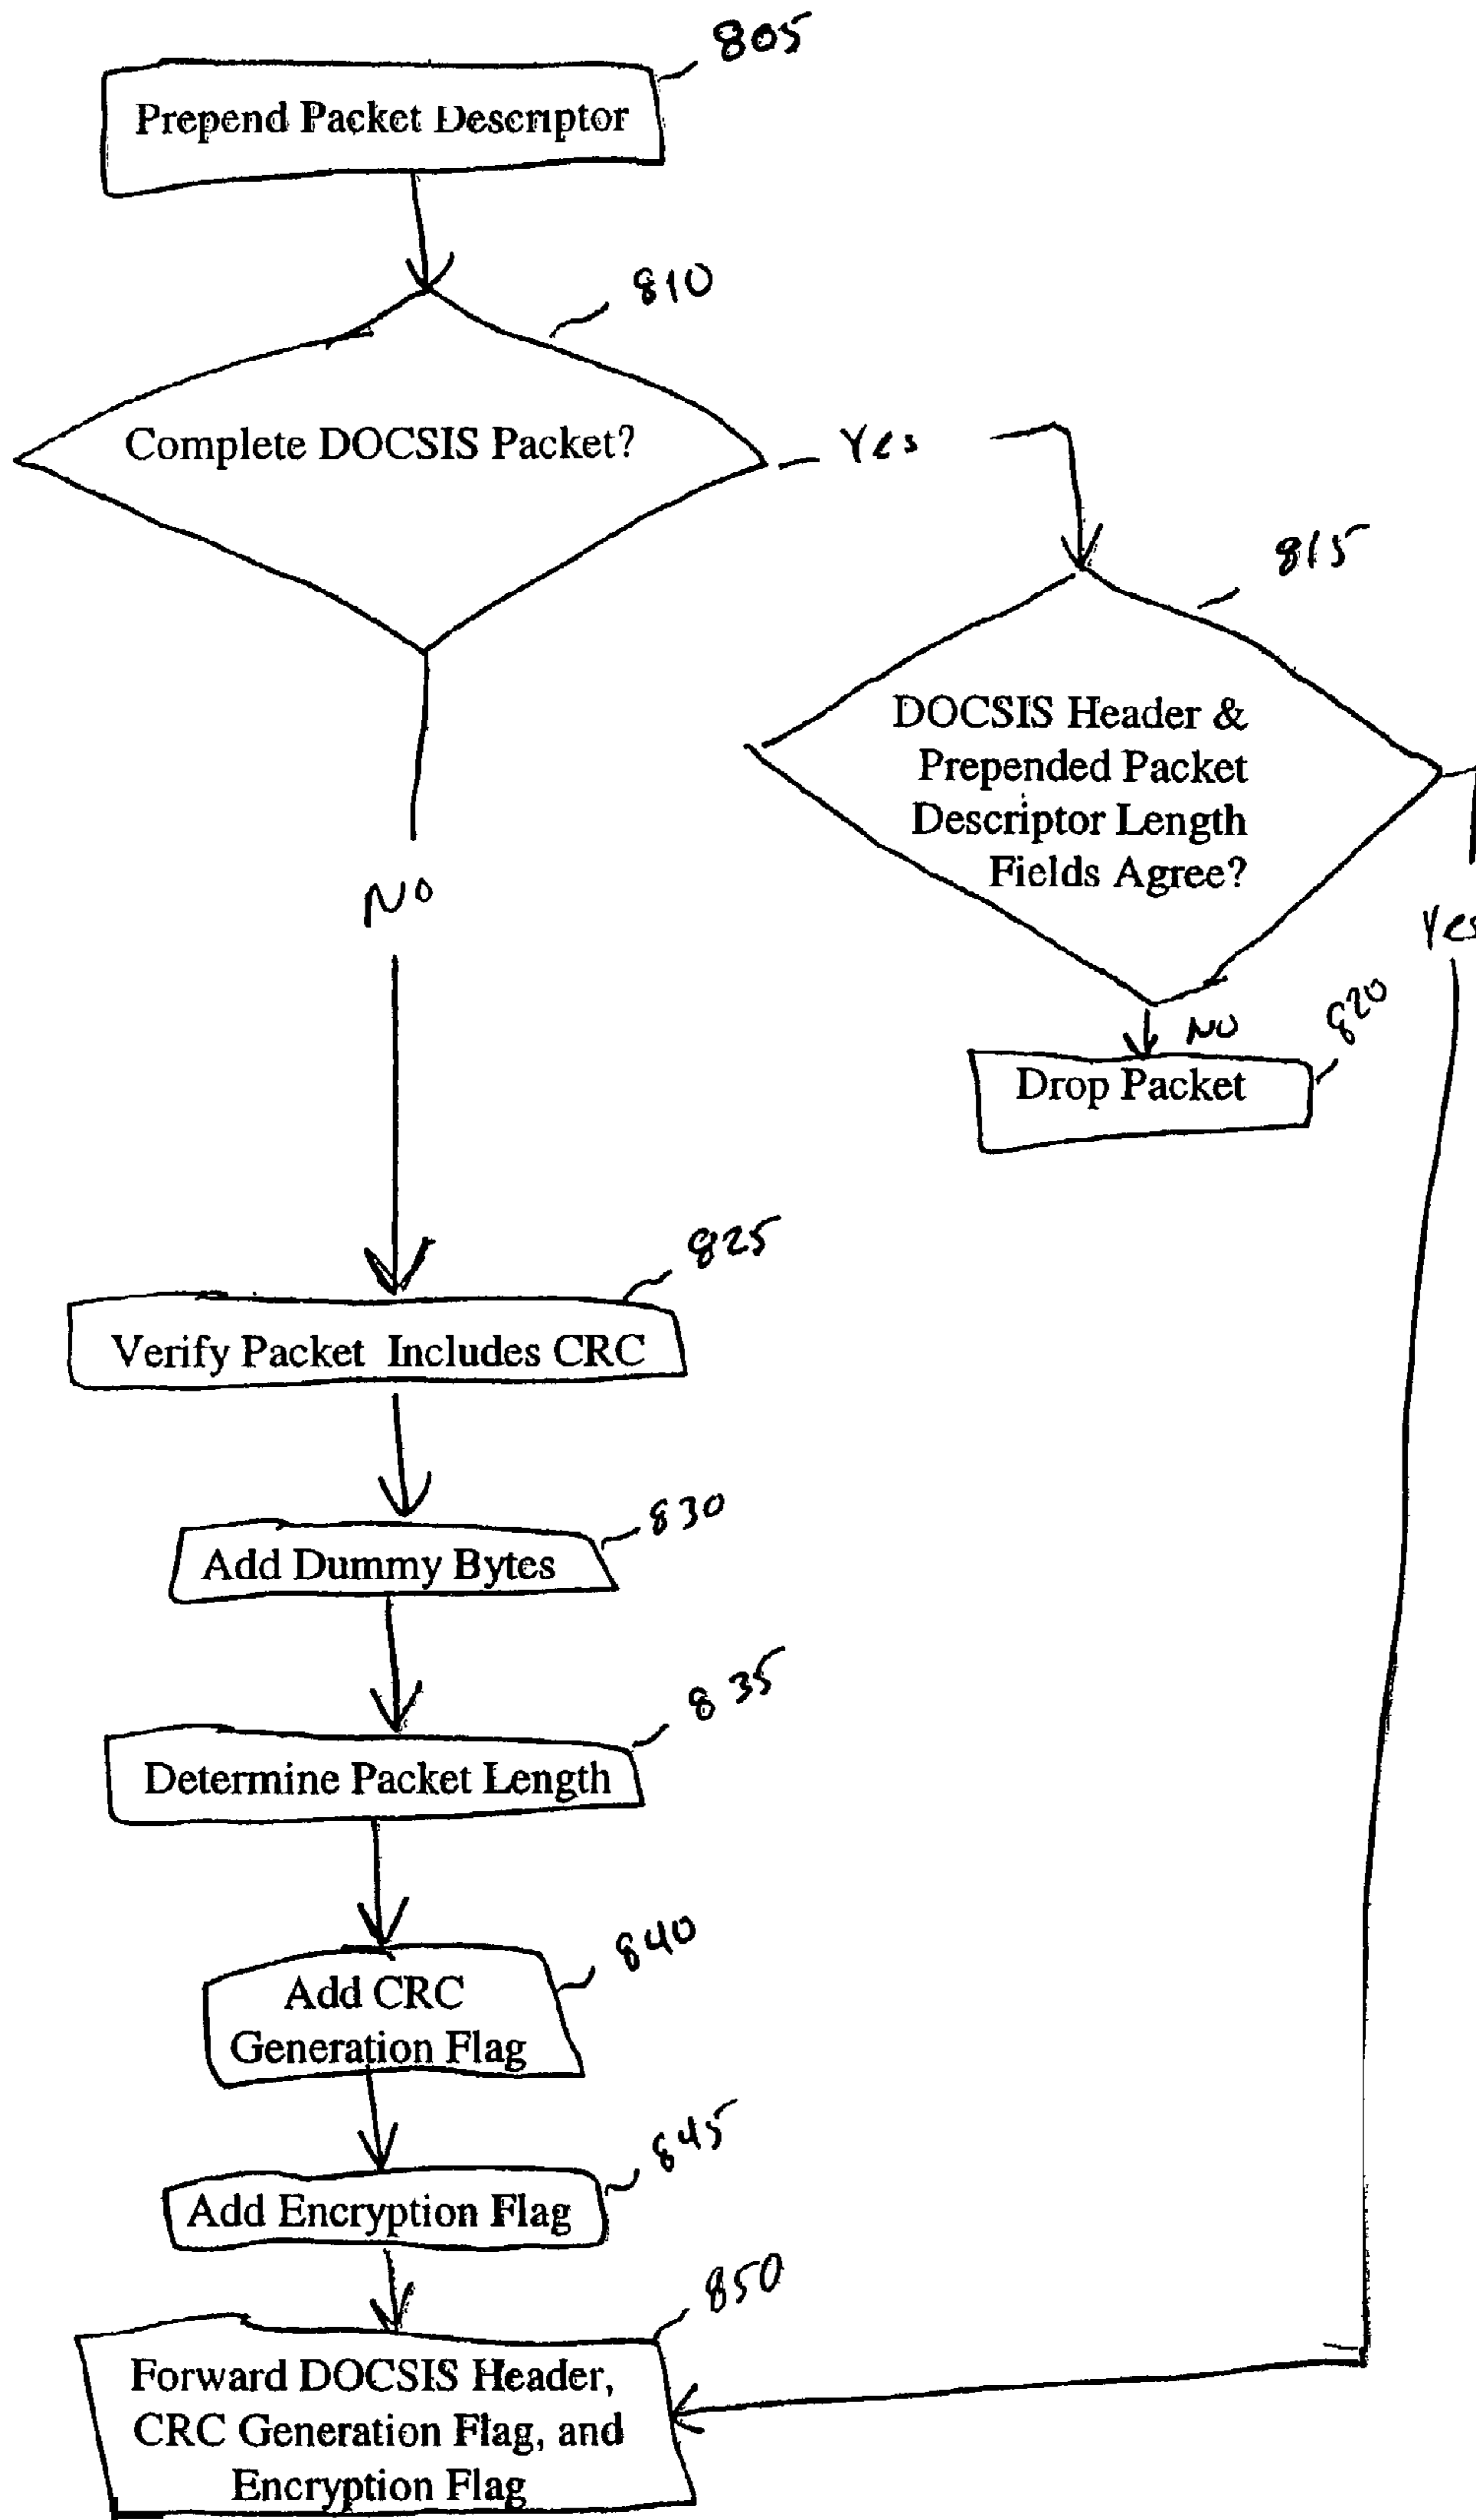 805
Prepend Packet Descriptor
810
Complete DOCSIS Packet?
Yes
815
DOCSIS Header &
Prepended Packet
Descriptor Length
Fields Agree?
Yes
No
820
Drop Packet
No
825
Verify Packet Includes CRC
830
Add Dummy Bytes
835
Determine Packet Length
840
Add CRC
Generation Flag
845
Add Encryption Flag
850
Forward DOCSIS Header,
CRC Generation Flag, and
Encryption Flag